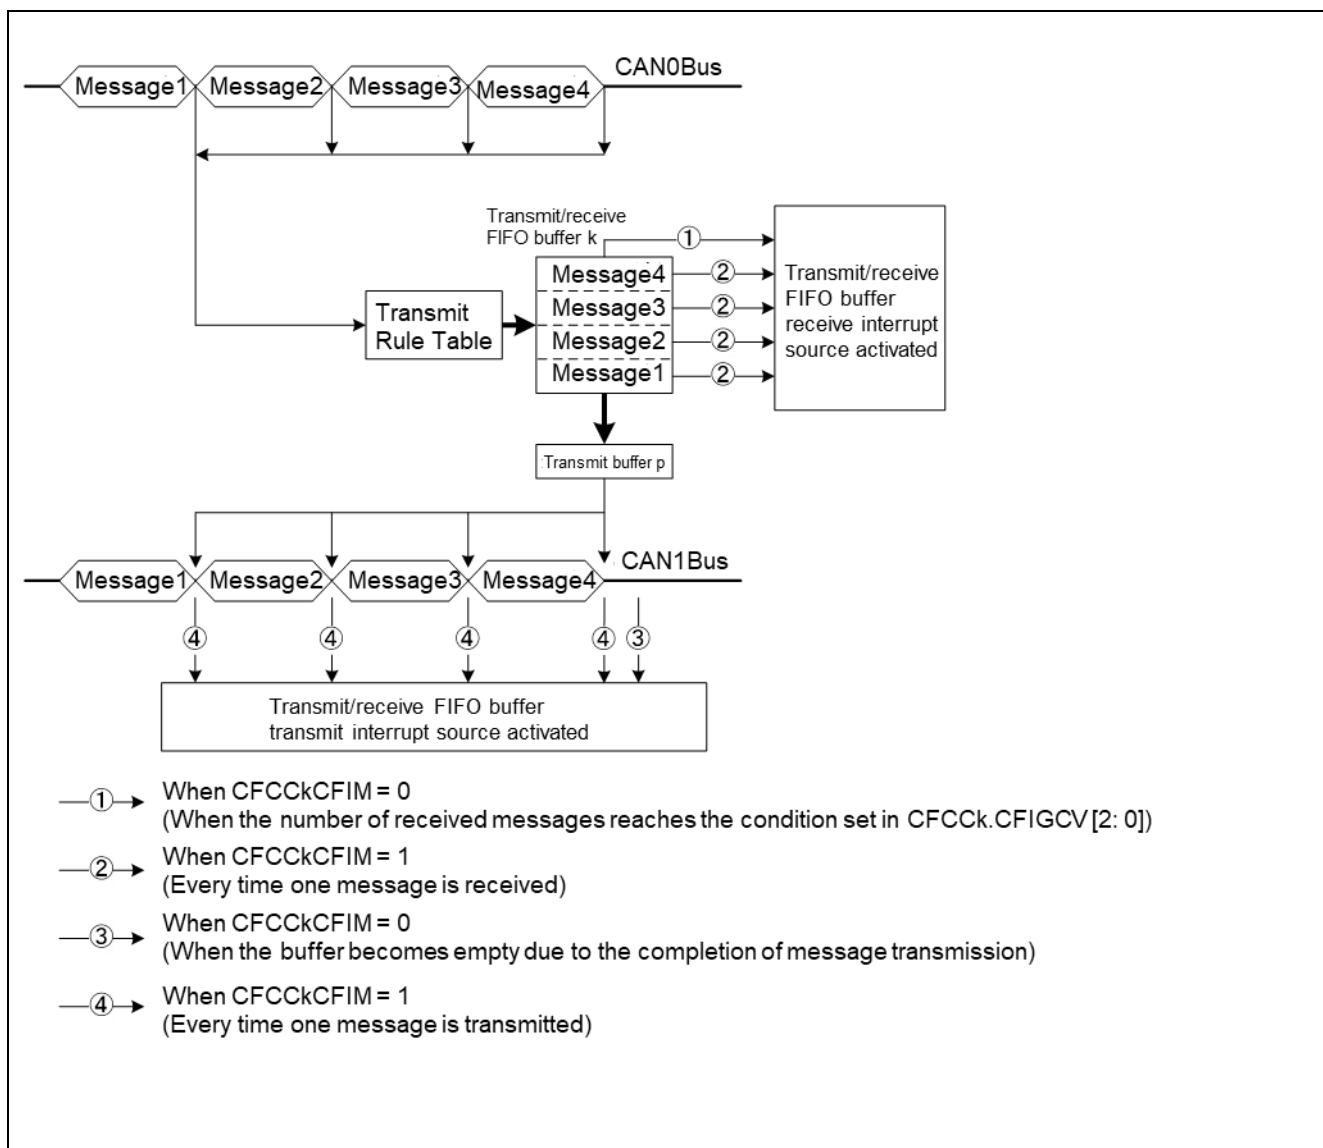 CAN0Bus
Message1 Message2 Message3 Message4
Transmit/receive
FIFO buffer k
①
Message4 ②
Message3 ②
Message2 ②
Message1 ②
Transmit
Rule Table
Transmit/receive
FIFO buffer
receive interrupt
source activated
Transmit buffer p
CAN1Bus
Message1 Message2 Message3 Message4
④ ④ ④ ④ ③
Transmit/receive FIFO buffer
transmit interrupt source activated
① When CFCCkCFIM = 0
(When the number of received messages reaches the condition set in CFCCk.CFIGCV [2: 0])
② When CFCCkCFIM = 1
(Every time one message is received)
③ When CFCCkCFIM = 0
(When the buffer becomes empty due to the completion of message transmission)
④ When CFCCkCFIM = 1
(Every time one message is transmitted)